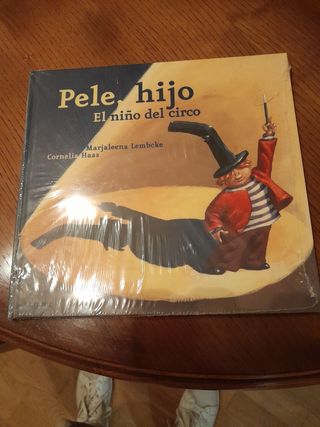 Pele, hijo
El niño del circo
Marjaleena Lembcke
Cornelia Haas